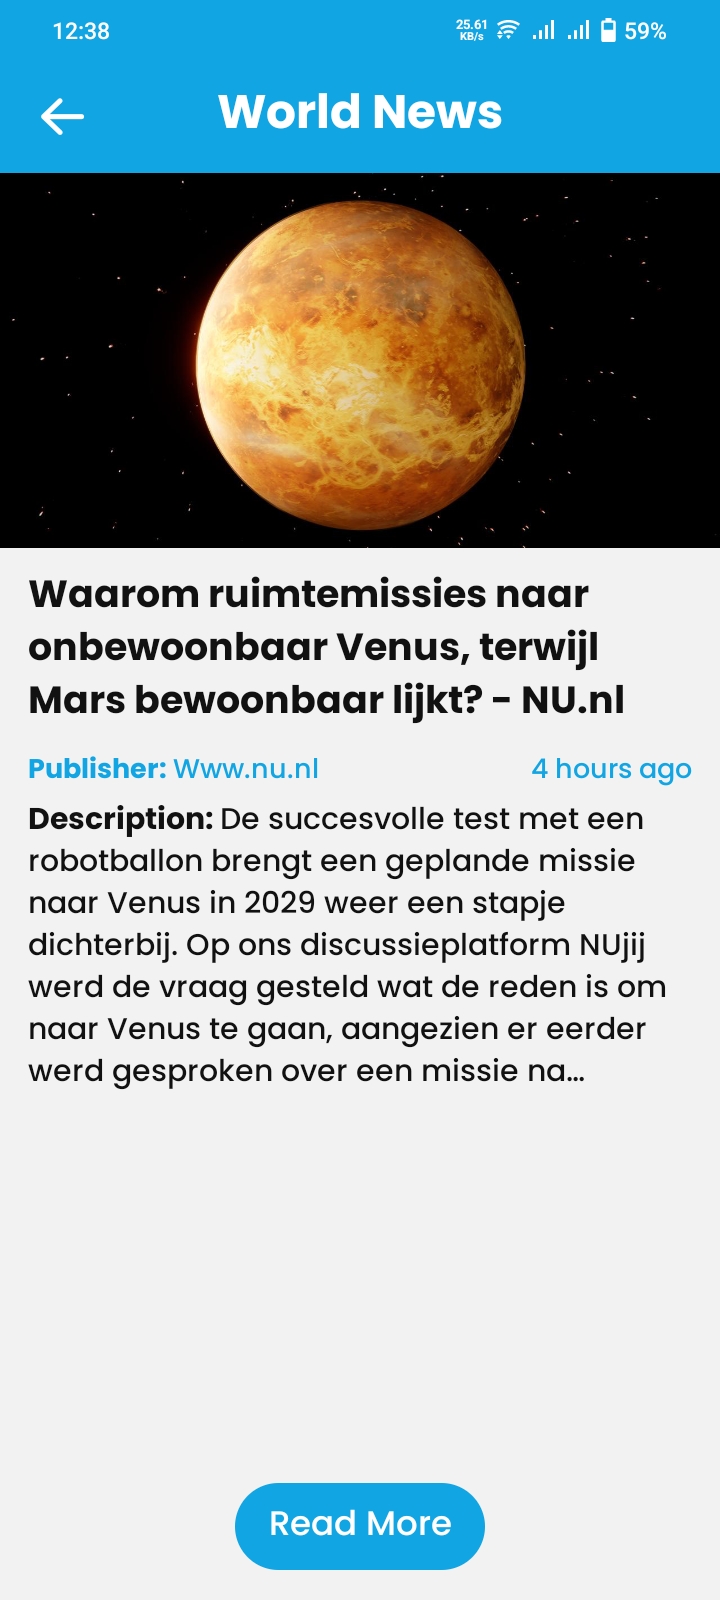 12:38
25.61
KB/s
59%
World News
Waarom ruimtemissies naar
onbewoonbaar Venus, terwijl
Mars bewoonbaar lijkt? - NU.nl
Publisher: Www.nu.nl
4 hours ago
Description: De succesvolle test met een
robotballon brengt een geplande missie
naar Venus in 2029 weer een stapje
dichterbij. Op ons discussieplatform NUjij
werd de vraag gesteld wat de reden is om
naar Venus te gaan, aangezien er eerder
werd gesproken over een missie na...
Read More